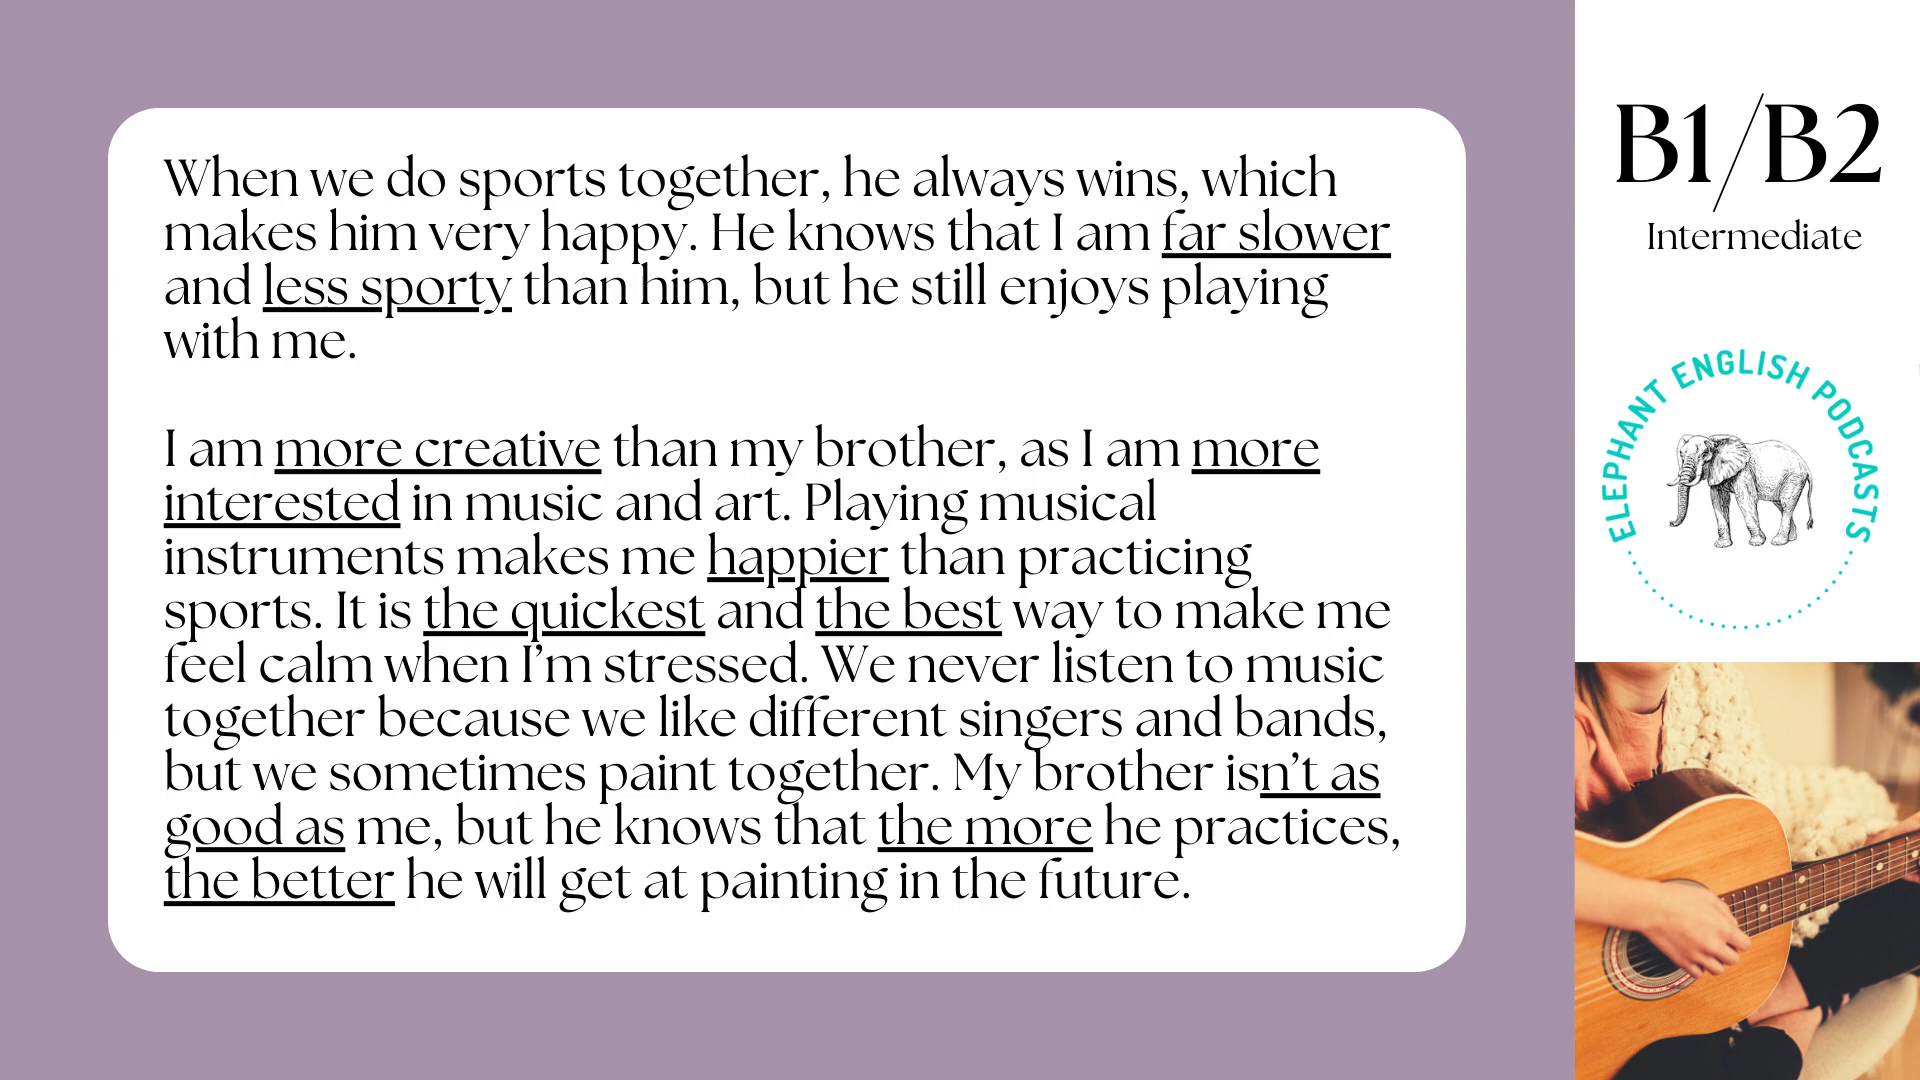 When we do sports together, he always wins, which
makes him very happy. He knows that I am far slower
and less sporty than him, but he still enjoys playing
with me.
I am more creative than my brother, as I am more
interested in music and art. Playing musical
instruments makes me happier than practicing
sports. It is the quickest and the best way to make me
feel calm when I’m stressed. We never listen to music
together because we like different singers and bands,
but we sometimes paint together. My brother isn’t as
good as me, but he knows that the more he practices,
the better he will get at painting in the future.
B1/B2
Intermediate
ELEPHANT ENGLISH PODCASTS